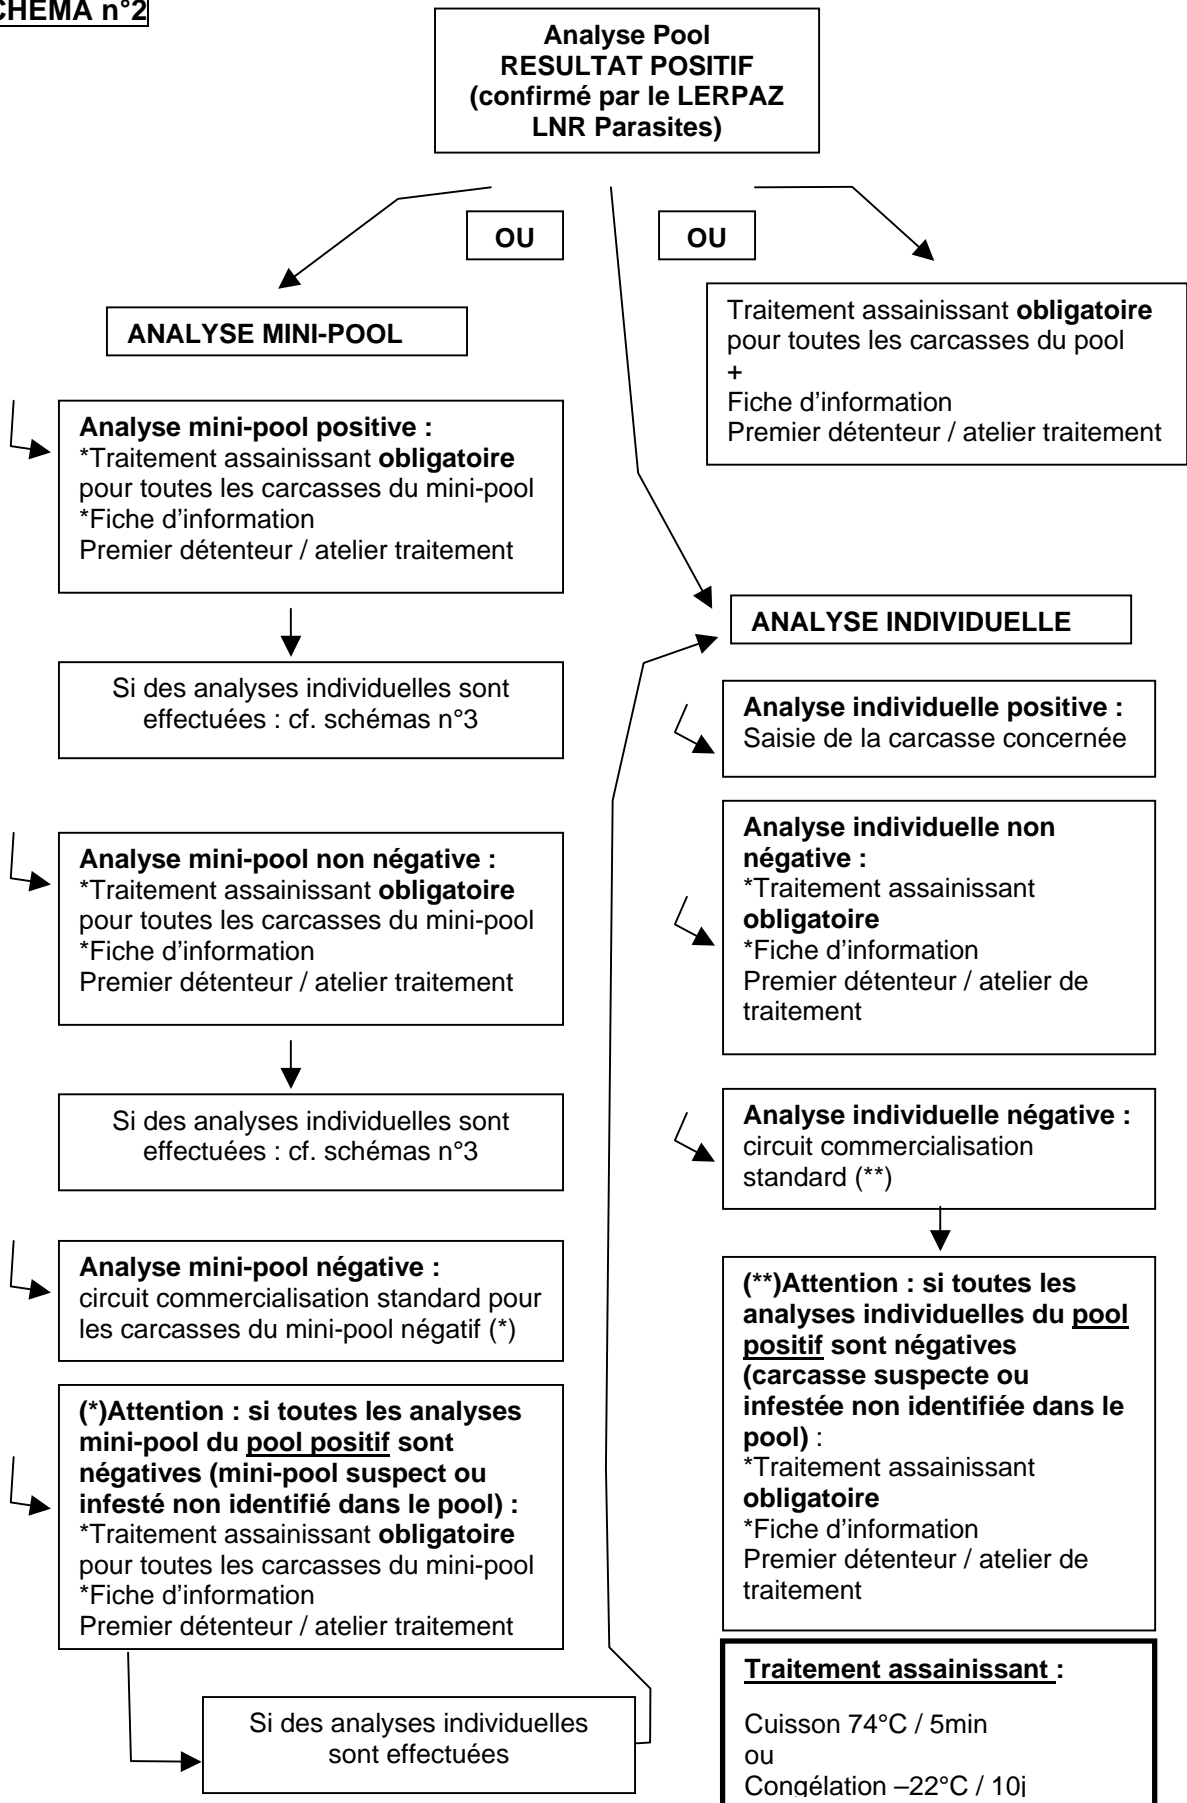 CHEMA n°2
Analyse Pool
RESULTAT POSITIF
(confirmé par le LERPAZ
LNR Parasites)
OU
OU
ANALYSE MINI-POOL
Traitement assainissant obligatoire
pour toutes les carcasses du pool
+
Fiche d'information
Premier détenteur / atelier traitement
Analyse mini-pool positive :
*Traitement assainissant obligatoire
pour toutes les carcasses du mini-pool
*Fiche d'information
Premier détenteur / atelier traitement
Si des analyses individuelles sont
effectuées : cf. schémas n°3
Analyse mini-pool non négative :
*Traitement assainissant obligatoire
pour toutes les carcasses du mini-pool
*Fiche d'information
Premier détenteur / atelier traitement
Si des analyses individuelles sont
effectuées : cf. schémas n°3
Analyse mini-pool négative :
circuit commercialisation standard pour
les carcasses du mini-pool négatif (*)
(*)Attention : si toutes les analyses
mini-pool du pool positif sont
négatives (mini-pool suspect ou
infesté non identifié dans le pool) :
*Traitement assainissant obligatoire
pour toutes les carcasses du mini-pool
*Fiche d'information
Premier détenteur / atelier traitement
Si des analyses individuelles
sont effectuées
ANALYSE INDIVIDUELLE
Analyse individuelle positive :
Saisie de la carcasse concernée
Analyse individuelle non
négative :
*Traitement assainissant
obligatoire
*Fiche d'information
Premier détenteur / atelier de
traitement
Analyse individuelle négative :
circuit commercialisation
standard (**)
(**)Attention : si toutes les
analyses individuelles du pool
positif sont négatives
(carcasse suspecte ou
infestée non identifiée dans le
pool) :
*Traitement assainissant
obligatoire
*Fiche d'information
Premier détenteur / atelier de
traitement
Traitement assainissant :
Cuisson 74°C / 5min
ou
Congélation –22°C / 10j